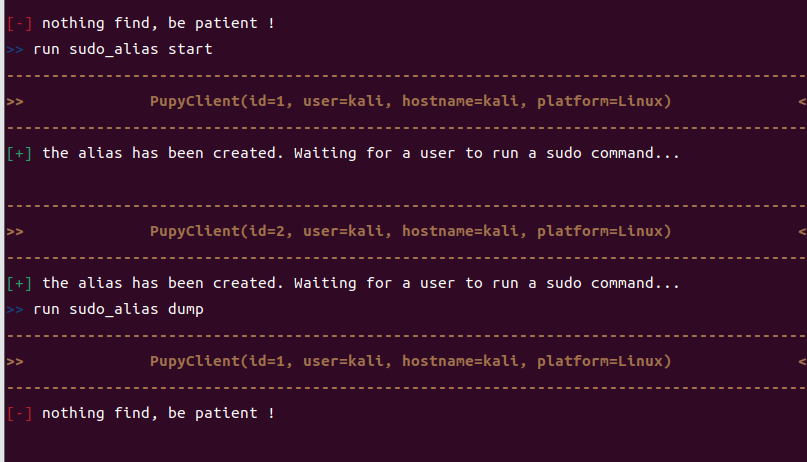 [-] nothing find, be patient !
>> run sudo_alias start
--------------------------------------------------------------------------------
>> PupyClient(id=1, user=kali, hostname=kali, platform=Linux) <
--------------------------------------------------------------------------------
[+] the alias has been created. Waiting for a user to run a sudo command...
--------------------------------------------------------------------------------
>> PupyClient(id=2, user=kali, hostname=kali, platform=Linux) <
--------------------------------------------------------------------------------
[+] the alias has been created. Waiting for a user to run a sudo command...
>> run sudo_alias dump
--------------------------------------------------------------------------------
>> PupyClient(id=1, user=kali, hostname=kali, platform=Linux) <
--------------------------------------------------------------------------------
[-] nothing find, be patient !